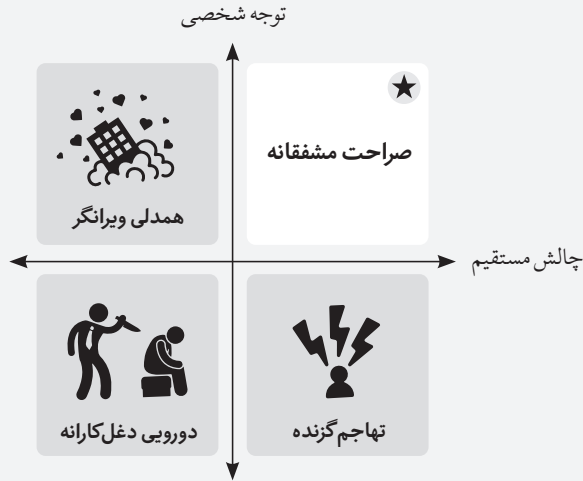 توجه شخصی
صراحت مشفقانه
همدلی ویرانگر
چالش مستقیم
تهاجم گزنده
دورویی دغل‌کارانه